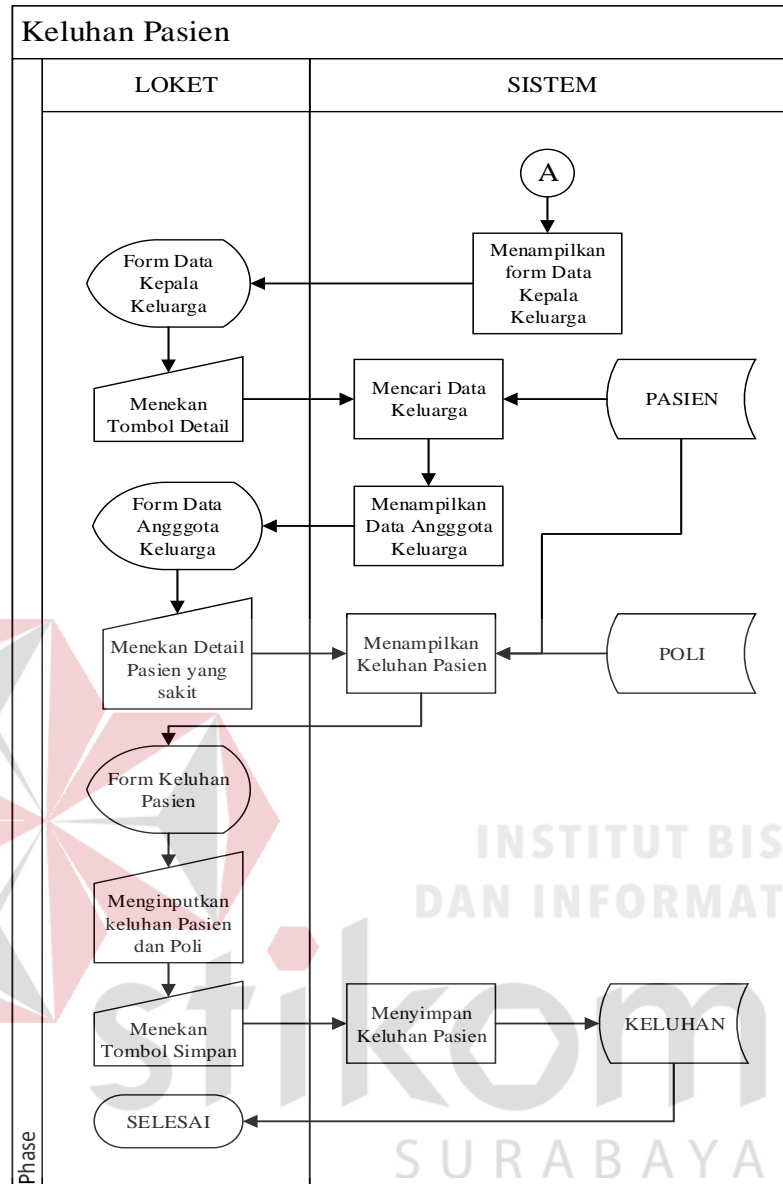 Keluhan Pasien
LOKET
SISTEM
A
Menampilkan
form Data
Kepala
Keluarga
Form Data
Kepala
Keluarga
Menekan
Tombol Detail
Mencari Data
Keluarga
PASIEN
Menampilkan
Data Angggota
Keluarga
Form Data
Angggota
Keluarga
Menekan Detail
Pasien yang
sakit
Menampilkan
Keluhan Pasien
POLI
Form Keluhan
Pasien
Menginputkan
keluhan Pasien
dan Poli
Menekan
Tombol Simpan
Menyimpan
Keluhan Pasien
KELUHAN
SELESAI
Phase
INSTITUT BIS
DAN INFORMAT
stikom
SURABAYA